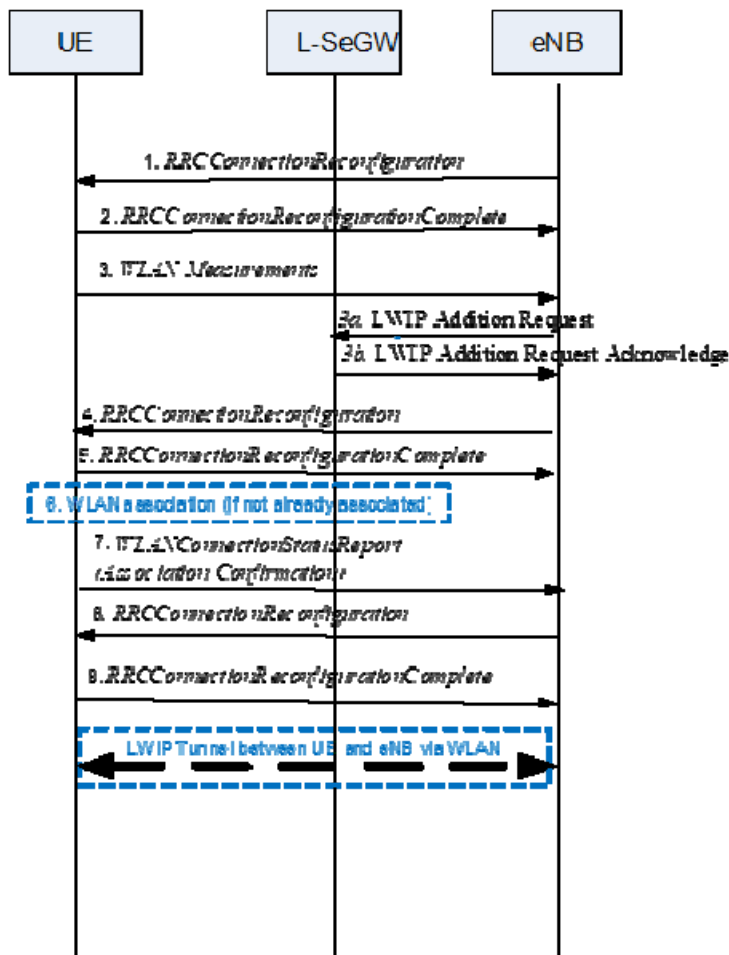 UE
L-SeGW
eNB
1. RRCConnectionReconfiguration
2. RRCConnectionReconfigurationComplete
3. WLAN Measurements
3a. LWIP Addition Request
3b. LWIP Addition Request Acknowledge
4. RRCConnectionReconfiguration
5. RRCConnectionReconfigurationComplete
6. WLAN association (if not already associated)
7. WLANConnectionStatusReport
(Association Confirmation)
8. RRCConnectionReconfiguration
9. RRCConnectionReconfigurationComplete
LWIP Tunnel between UE and eNB via WLAN